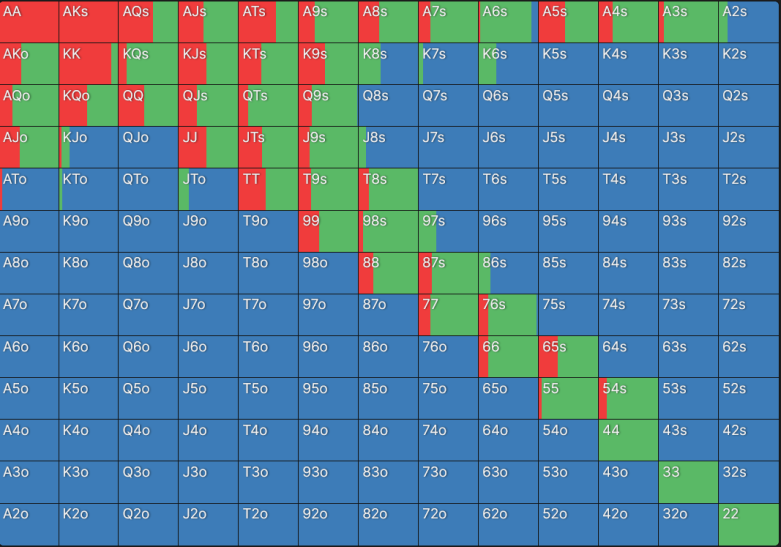 AA AKs AQs AJs ATs A9s A8s A7s A6s A5s A4s A3s A2s
AKo KK KQs KJs KTs K9s K8s K7s K6s K5s K4s K3s K2s
AQo KQo QQ QJs QTs Q9s Q8s Q7s Q6s Q5s Q4s Q3s Q2s
AJo KJo QJo JJ JTs J9s J8s J7s J6s J5s J4s J3s J2s
ATo KTo QTo JTo TT T9s T8s T7s T6s T5s T4s T3s T2s
A9o K9o Q9o J9o T9o 99 98s 97s 96s 95s 94s 93s 92s
A8o K8o Q8o J8o T8o 98o 88 87s 86s 85s 84s 83s 82s
A7o K7o Q7o J7o T7o 97o 87o 77 76s 75s 74s 73s 72s
A6o K6o Q6o J6o T6o 96o 86o 76o 66 65s 64s 63s 62s
A5o K5o Q5o J5o T5o 95o 85o 75o 65o 55 54s 53s 52s
A4o K4o Q4o J4o T4o 94o 84o 74o 64o 54o 44 43s 42s
A3o K3o Q3o J3o T3o 93o 83o 73o 63o 53o 43o 33 32s
A2o K2o Q2o J2o T2o 92o 82o 72o 62o 52o 42o 32o 22